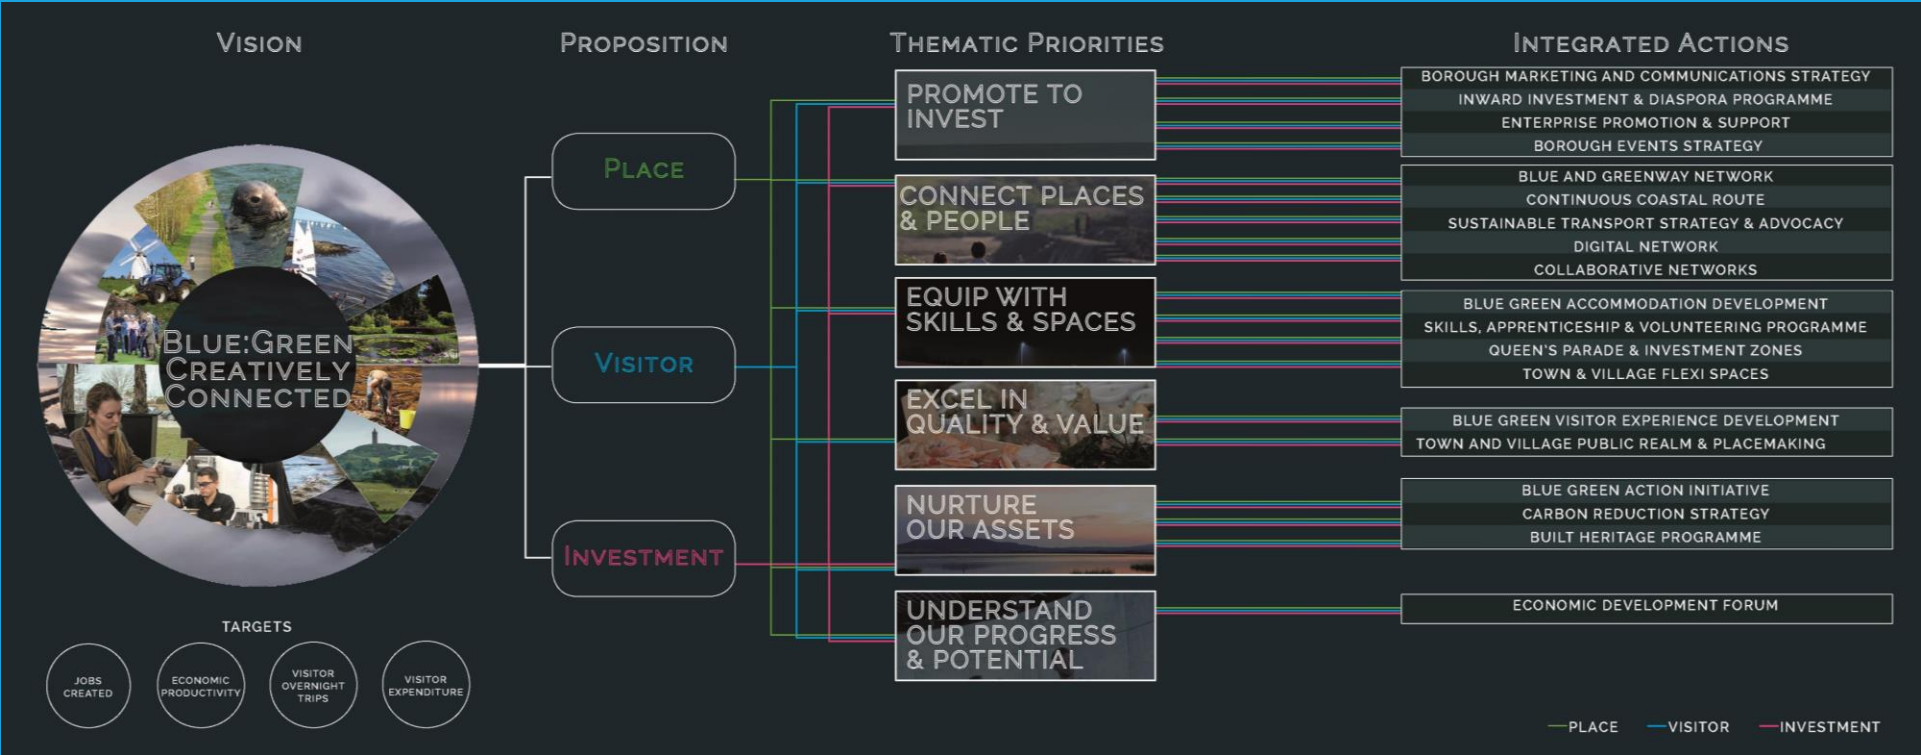 VISION
PROPOSITION
THEMATIC PRIORITIES
INTEGRATED ACTIONS
BLUE:GREEN
CREATIVELY
CONNECTED
TARGETS
JOBS
CREATED
ECONOMIC
PRODUCTIVITY
VISITOR
OVERNIGHT
TRIPS
VISITOR
EXPENDITURE
PLACE
VISITOR
INVESTMENT
PROMOTE TO
INVEST
CONNECT PLACES
& PEOPLE
EQUIP WITH
SKILLS & SPACES
EXCEL IN
QUALITY & VALUE
NURTURE
OUR ASSETS
UNDERSTAND
OUR PROGRESS
& POTENTIAL
BOROUGH MARKETING AND COMMUNICATIONS STRATEGY
INWARD INVESTMENT & DIASPORA PROGRAMME
ENTERPRISE PROMOTION & SUPPORT
BOROUGH EVENTS STRATEGY
BLUE AND GREENWAY NETWORK
CONTINUOUS COASTAL ROUTE
SUSTAINABLE TRANSPORT STRATEGY & ADVOCACY
DIGITAL NETWORK
COLLABORATIVE NETWORKS
BLUE GREEN ACCOMMODATION DEVELOPMENT
SKILLS, APPRENTICESHIP & VOLUNTEERING PROGRAMME
QUEEN'S PARADE & INVESTMENT ZONES
TOWN & VILLAGE FLEXI SPACES
BLUE GREEN VISITOR EXPERIENCE DEVELOPMENT
TOWN AND VILLAGE PUBLIC REALM & PLACEMAKING
BLUE GREEN ACTION INITIATIVE
CARBON REDUCTION STRATEGY
BUILT HERITAGE PROGRAMME
ECONOMIC DEVELOPMENT FORUM
PLACE
VISITOR
INVESTMENT